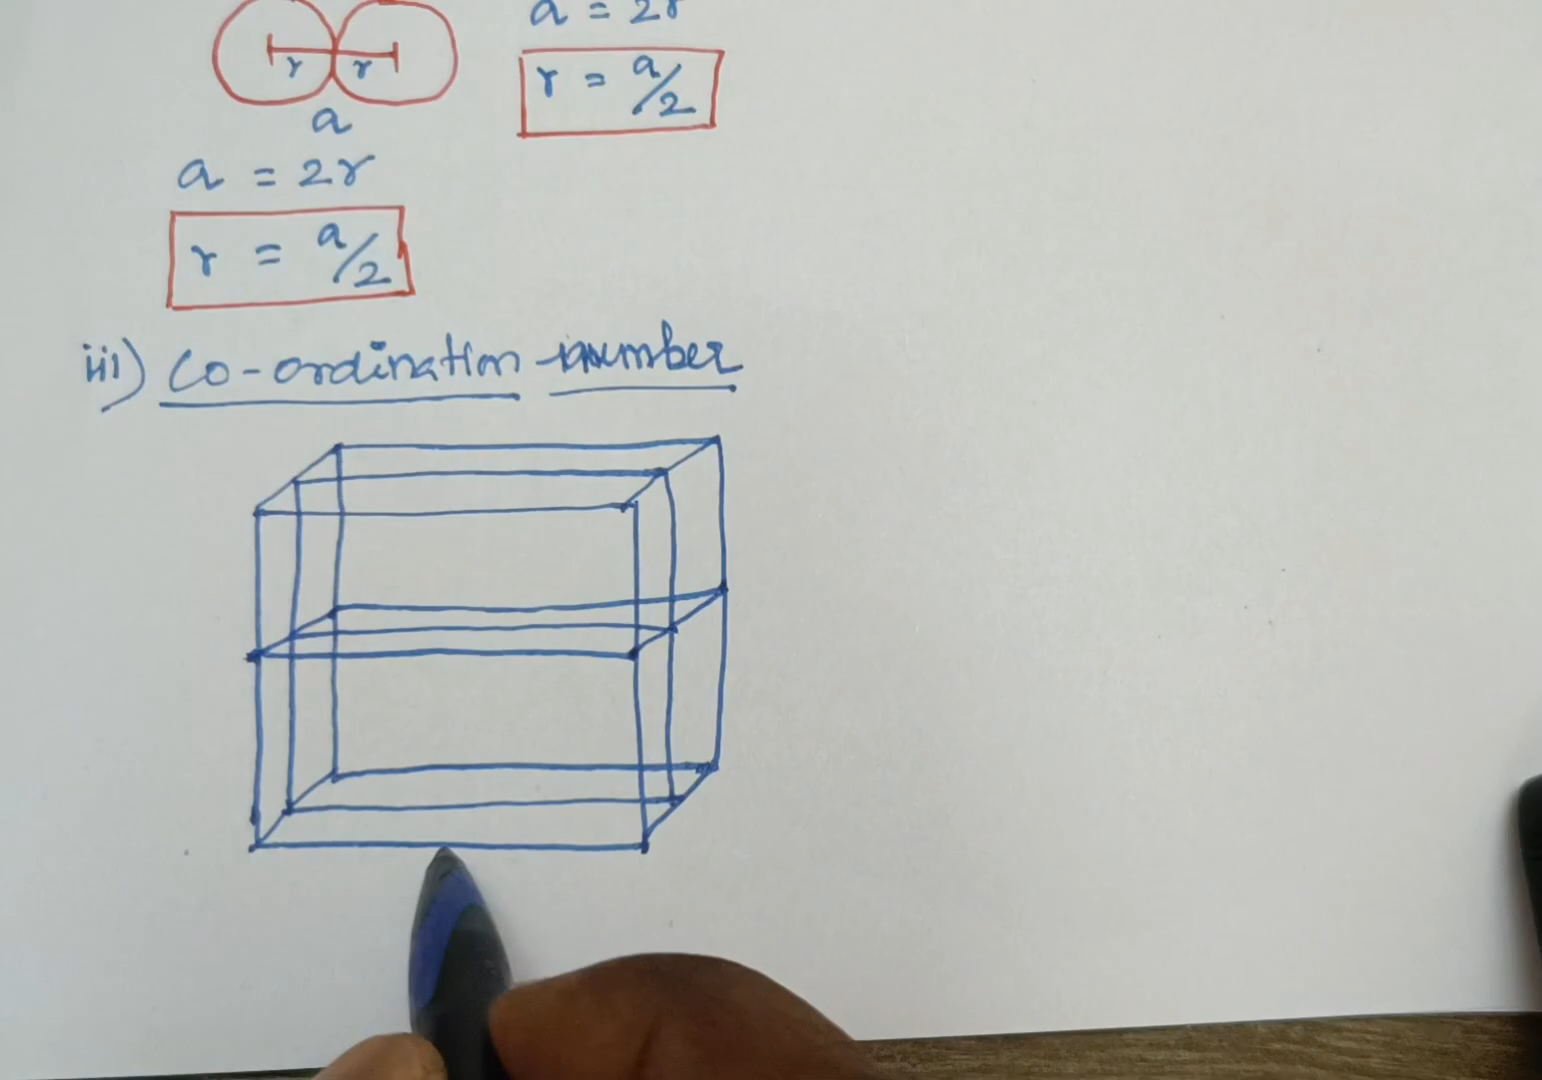 a = 2r
r r
r = a/2
a
a = 2r
r = a/2
iii) Co-ordination number